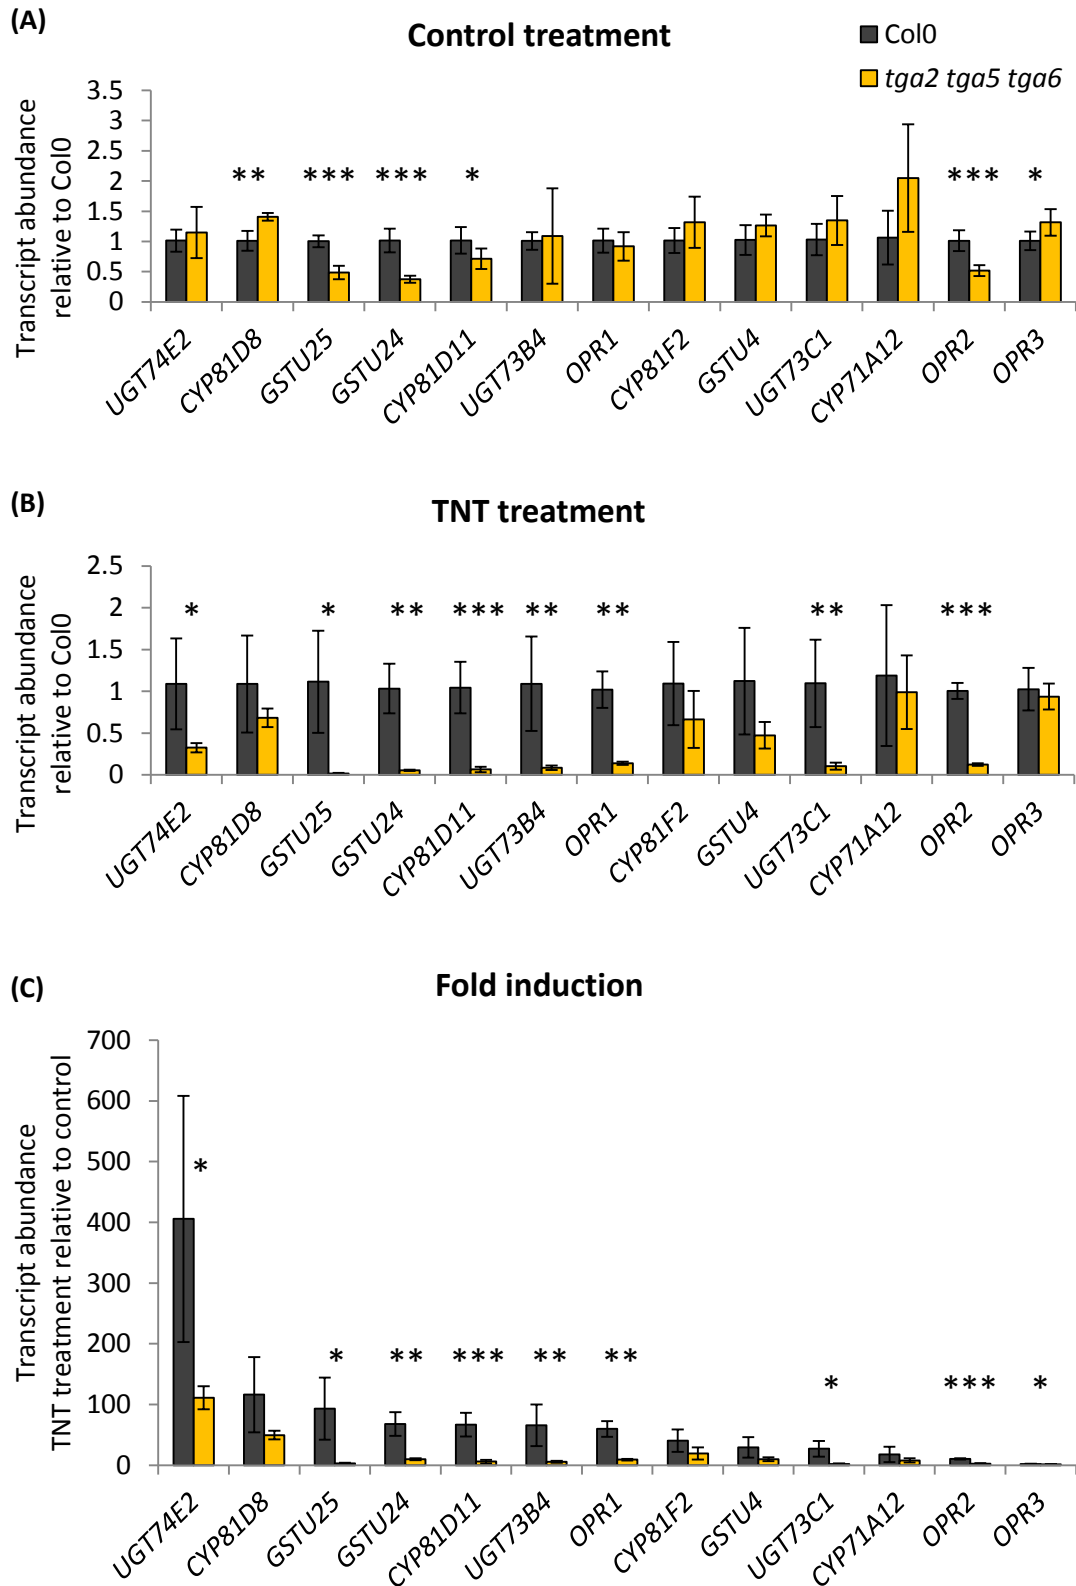 (A)
Control treatment
Col0
tga2 tga5 tga6
Transcript abundance
relative to Col0
3.5
3
2.5
2
1.5
1
0.5
0
** *** *** * *** *
UGT74E2 CYP81D8 GSTU25 GSTU24 CYP81D11 UGT73B4 OPR1 CYP81F2 GSTU4 UGT73C1 CYP71A12 OPR2 OPR3
(B)
TNT treatment
Transcript abundance
relative to Col0
2.5
2
1.5
1
0.5
0
* * ** *** ** ** ** ***
UGT74E2 CYP81D8 GSTU25 GSTU24 CYP81D11 UGT73B4 OPR1 CYP81F2 GSTU4 UGT73C1 CYP71A12 OPR2 OPR3
(C)
Fold induction
Transcript abundance
TNT treatment relative to control
700
600
500
400
300
200
100
0
*
* ** *** ** **
* *** *
UGT74E2 CYP81D8 GSTU25 GSTU24 CYP81D11 UGT73B4 OPR1 CYP81F2 GSTU4 UGT73C1 CYP71A12 OPR2 OPR3